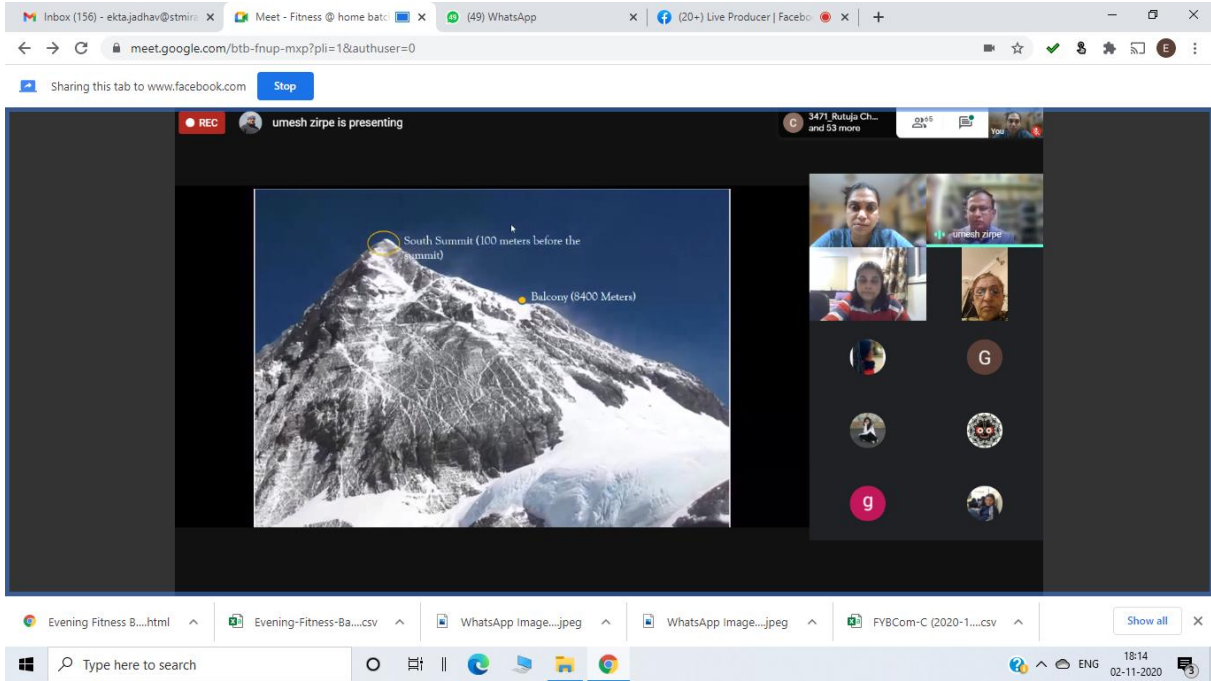 Inbox (156) - ekta.jadhav@stmira
Meet - Fitness @ home batc
(49) WhatsApp
(20+) Live Producer | Facebo
meet.google.com/btb-fnup-mxp?pli=1&authuser=0
E
Sharing this tab to www.facebook.com
Stop
REC
umesh zirpe is presenting
C
3471_Rutuja Ch...
and 53 more
65
You
South Summit (100 meters before the
summit)
Balcony (8400 Meters)
umesh zirpe
G
g
Evening Fitness B....html
Evening-Fitness-Ba....csv
WhatsApp Image....jpeg
WhatsApp Image....jpeg
FYBCom-C (2020-1....csv
Show all
Type here to search
ENG
18:14
02-11-2020
3